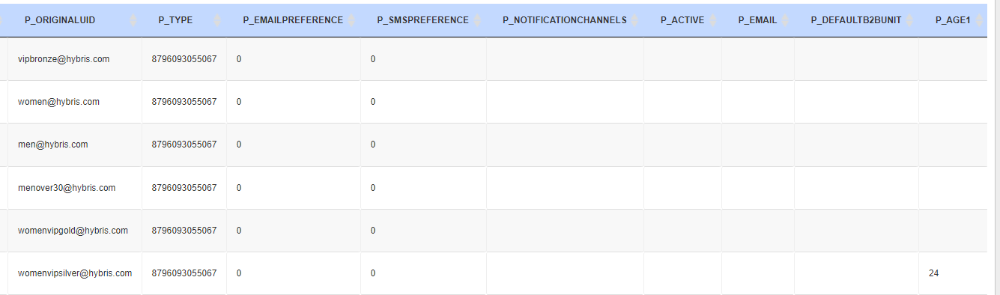 P_ORIGINALUID P_TYPE P_EMAILPREFERENCE P_SMSPREFERENCE P_NOTIFICATIONCHANNELS P_ACTIVE P_EMAIL P_DEFAULTB2BUNIT P_AGE1
vipbronze@hybris.com 8796093055067 0 0
women@hybris.com 8796093055067 0 0
men@hybris.com 8796093055067 0 0
menover30@hybris.com 8796093055067 0 0
womenvipgold@hybris.com 8796093055067 0 0
womenvipsilver@hybris.com 8796093055067 0 0 24